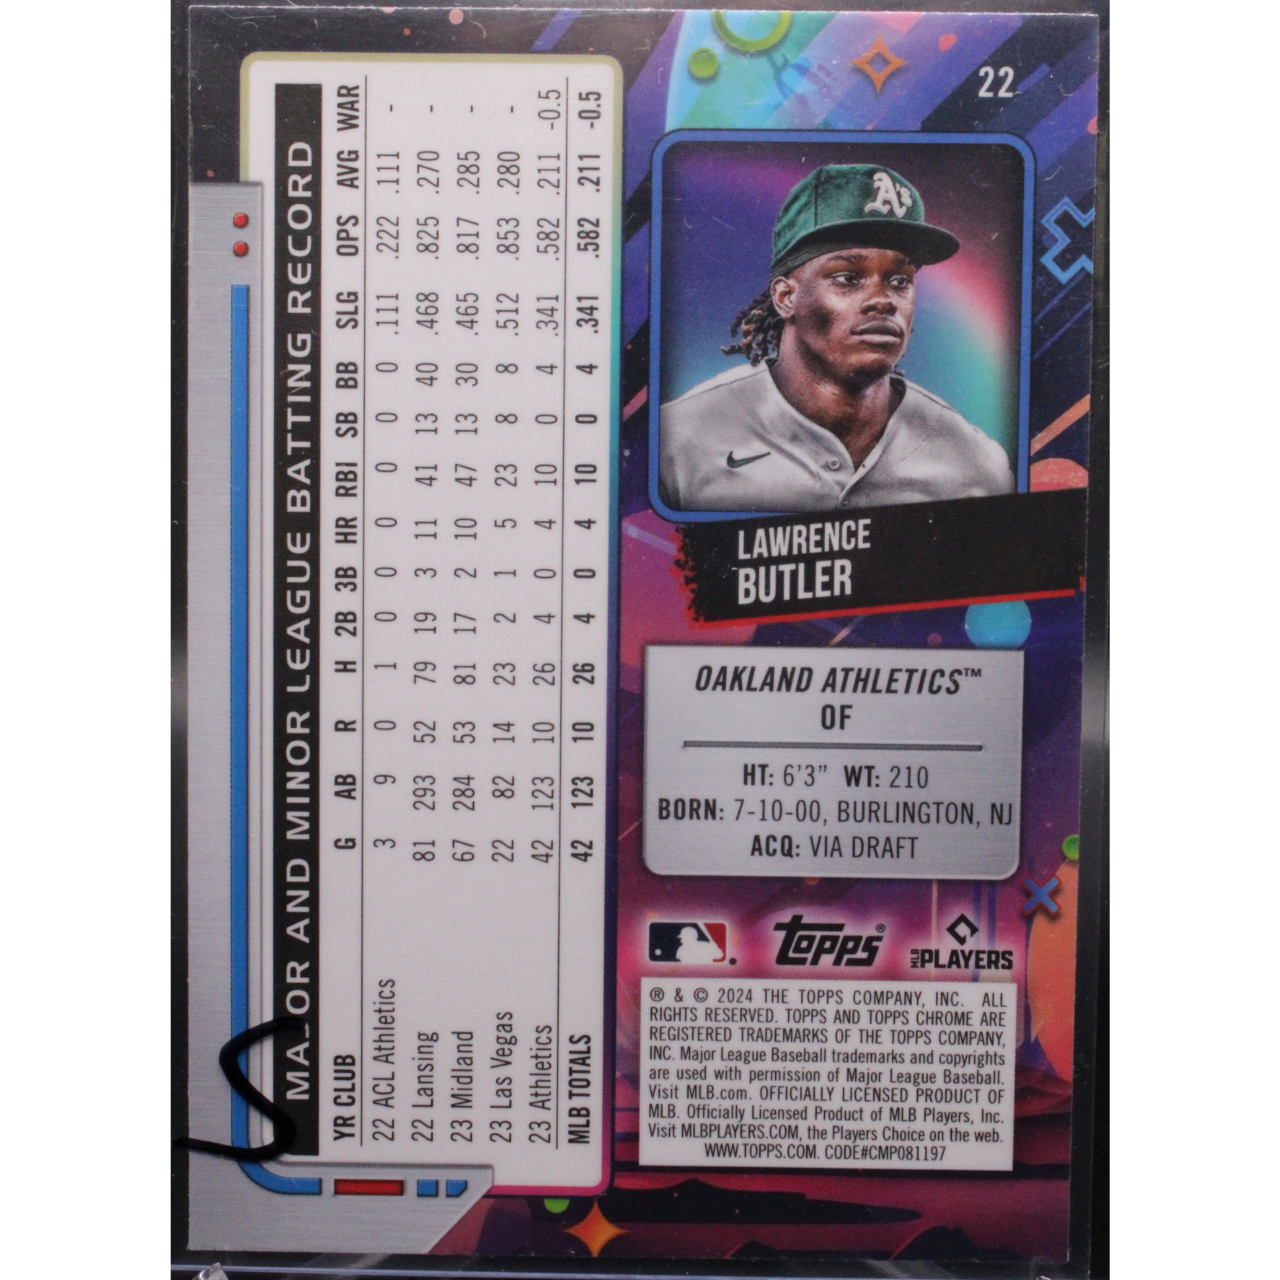 22
A's
LAWRENCE
BUTLER
OAKLAND ATHLETICS™
OF
HT: 6'3" WT: 210
BORN: 7-10-00, BURLINGTON, NJ
ACQ: VIA DRAFT
Topps®
MLB PLAYERS
® & © 2024 THE TOPPS COMPANY, INC. ALL
RIGHTS RESERVED. TOPPS AND TOPPS CHROME ARE
REGISTERED TRADEMARKS OF THE TOPPS COMPANY,
INC. Major League Baseball trademarks and copyrights
are used with permission of Major League Baseball.
Visit MLB.com. OFFICIALLY LICENSED PRODUCT OF
MLB. Officially Licensed Product of MLB Players, Inc.
Visit MLBPLAYERS.COM, the Players Choice on the web.
WWW.TOPPS.COM. CODE#CMP081197
MAJOR AND MINOR LEAGUE BATTING RECORD
YR CLUB G AB R H 2B 3B HR RBI SB BB SLG OPS AVG WAR
22 ACL Athletics 3 9 0 1 0 0 0 0 0 0 .111 .222 .111 -
22 Lansing 81 293 52 79 19 3 11 41 13 40 .468 .825 .270 -
23 Midland 67 284 53 81 17 2 10 47 13 30 .465 .817 .285 -
23 Las Vegas 22 82 14 23 2 1 5 23 8 8 .512 .853 .280 -
23 Athletics 42 123 10 26 4 0 4 10 0 4 .341 .582 .211 -0.5
MLB TOTALS 42 123 10 26 4 0 4 10 0 4 .341 .582 .211 -0.5